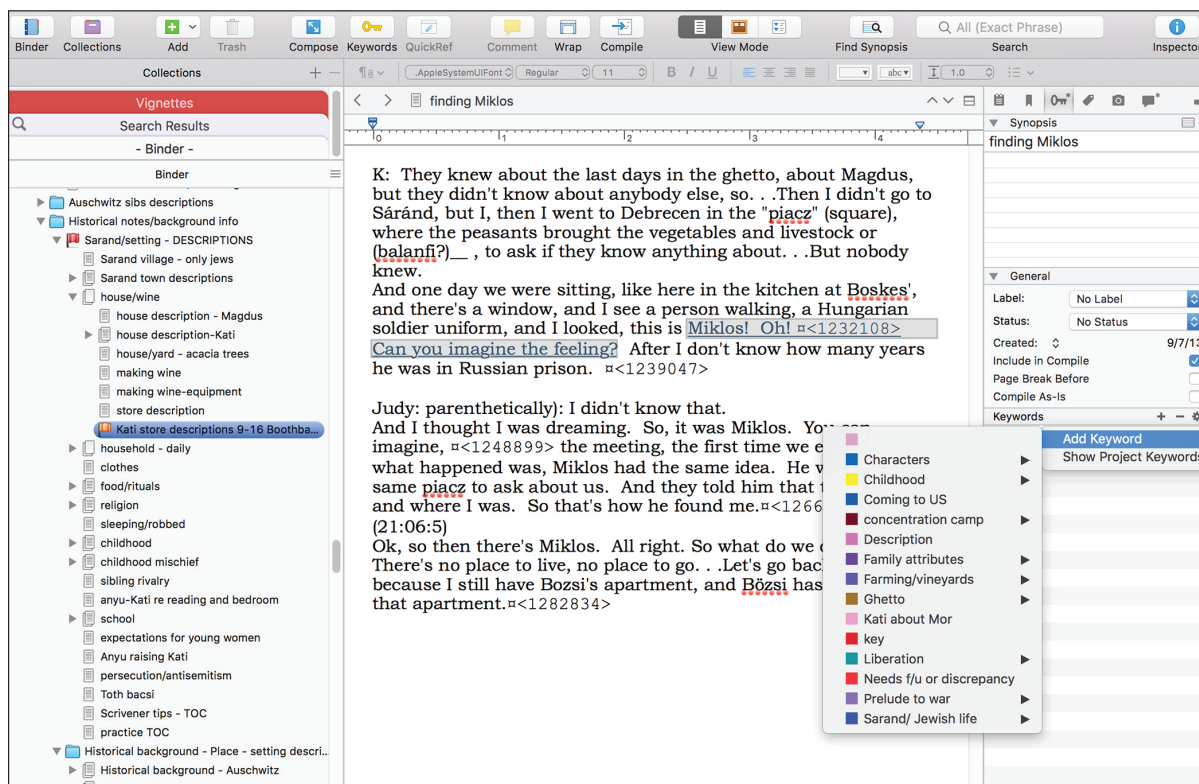 Binder Collections Add Trash Compose Keywords QuickRef Comment Wrap Compile View Mode Find Synopsis All (Exact Phrase) Search Inspector
Collections
.AppleSystemUIFont Regular 11 B I U abc 1.0
Vignettes
Search Results
- Binder -
Binder
Auschwitz sibs descriptions
Historical notes/background info
Sarand/setting - DESCRIPTIONS
Sarand village - only jews
Sarand town descriptions
house/wine
house description - Magdus
house description-Kati
house/yard - acacia trees
making wine
making wine-equipment
store description
Kati store descriptions 9-16 Boothba...
household - daily
clothes
food/rituals
religion
sleeping/robbed
childhood
childhood mischief
sibling rivalry
anyu-Kati re reading and bedroom
school
expectations for young women
Anyu raising Kati
persecution/antisemitism
Toth bacsi
Scrivener tips - TOC
practice TOC
Historical background - Place - setting descri...
Historical background - Auschwitz
finding Miklos
0 1 2 3 4
K:  They knew about the last days in the ghetto, about Magdus,
but they didn't know about anybody else, so. . .Then I didn't go to
Sáránd, but I, then I went to Debrecen in the "piacz" (square),
where the peasants brought the vegetables and livestock or
(balanfi?)__ , to ask if they know anything about. . .But nobody
knew.
And one day we were sitting, like here in the kitchen at Boskes',
and there's a window, and I see a person walking, a Hungarian
soldier uniform, and I looked, this is Miklos!  Oh! ¤<1232108>
Can you imagine the feeling?  After I don't know how many years
he was in Russian prison.  ¤<1239047>
Judy: parenthetically): I didn't know that.
And I thought I was dreaming.  So, it was Miklos.  You can
imagine, ¤<1248899> the meeting, the first time we
what happened was, Miklos had the same idea.  He
same piacz to ask about us.  And they told him that
and where I was.  So that's how he found me.¤<1266
(21:06:5)
Ok, so then there's Miklos.  All right. So what do we
There's no place to live, no place to go. . .Let's go
because I still have Bozsi's apartment, and Bözsi has
that apartment.¤<1282834>
Synopsis
finding Miklos
General
Label: No Label
Status: No Status
Created: 9/7/13
Include in Compile
Page Break Before
Compile As-Is
Keywords
Add Keyword
Show Project Keywords
Characters
Childhood
Coming to US
concentration camp
Description
Family attributes
Farming/vineyards
Ghetto
Kati about Mor
key
Liberation
Needs f/u or discrepancy
Prelude to war
Sarand/ Jewish life